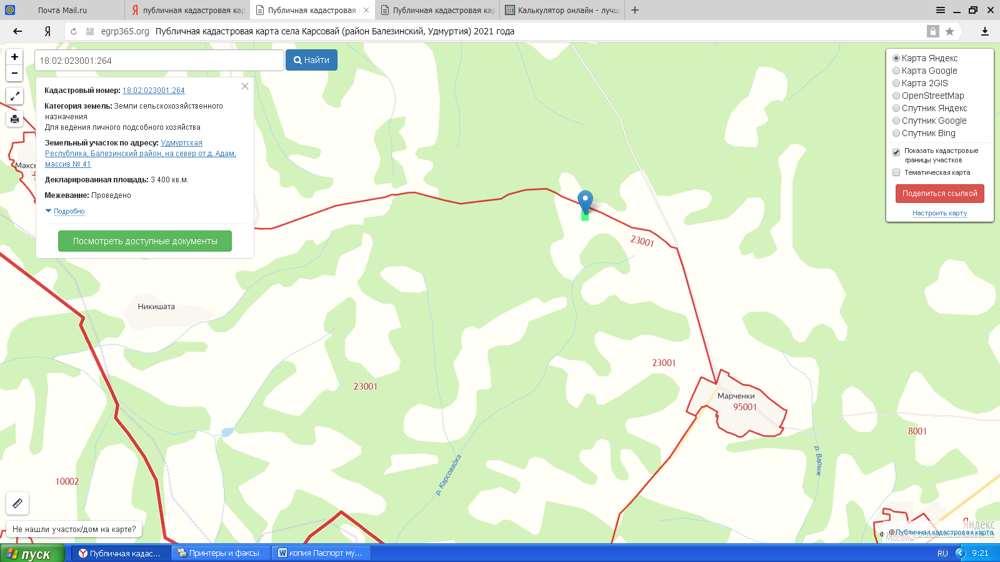 Почта Mail.ru
публичная кадастровая кар
Публичная кадастровая
Публичная кадастровая кар
Калькулятор онлайн - лучш
egrp365.org Публичная кадастровая карта села Карсовай (район Балезинский, Удмуртия) 2021 года
18:02:023001:264
Найти
Кадастровый номер: 18:02:023001:264
Категория земель: Земли сельскохозяйственного
назначения
Для ведения личного подсобного хозяйства
Земельный участок по адресу: Удмуртская
Республика, Балезинский район, на север от д. Адам,
массив № 41
Декларированная площадь: 3 400 кв.м.
Межевание: Проведено
Подробно
Посмотреть доступные документы
Карта Яндекс
Карта Google
Карта 2GIS
OpenStreetMap
Спутник Яндекс
Спутник Google
Спутник Bing
Показать кадастровые
границы участков
Тематическая карта
Поделиться ссылкой
Настроить карту
Максе
23001
Никишата
23001
23001
Марченки
95001
8001
р. Карсовайка
р. Варыж
10002
Не нашли участок/дом на карте?
Яндекс
© Публичная кадастровая карта
пуск
Публичная кадас...
Принтеры и факсы
копия Паспорт му...
RU
9:21